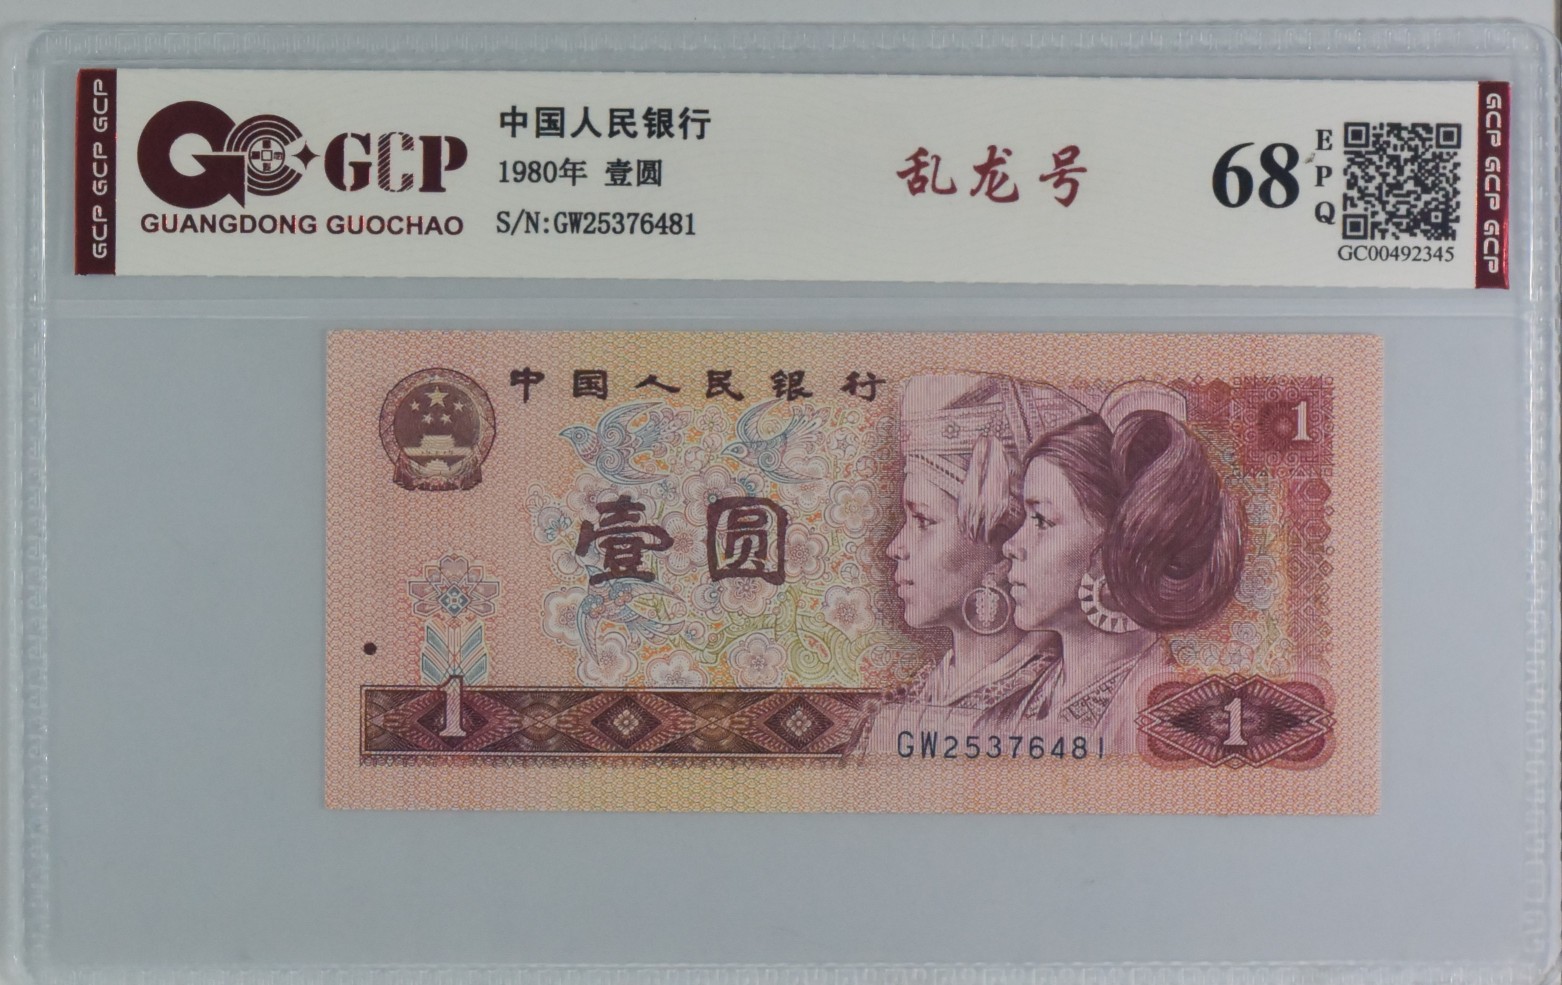 GCP GCP GCP
GCP
GUANGDONG GUOCHAO
中国人民银行
1980年 壹圆
S/N:GW25376481
乱龙号
68
EPQ
GC00492345
GCP GCP GCP
中国人民银行
1
壹圆
1
GW25376481
1